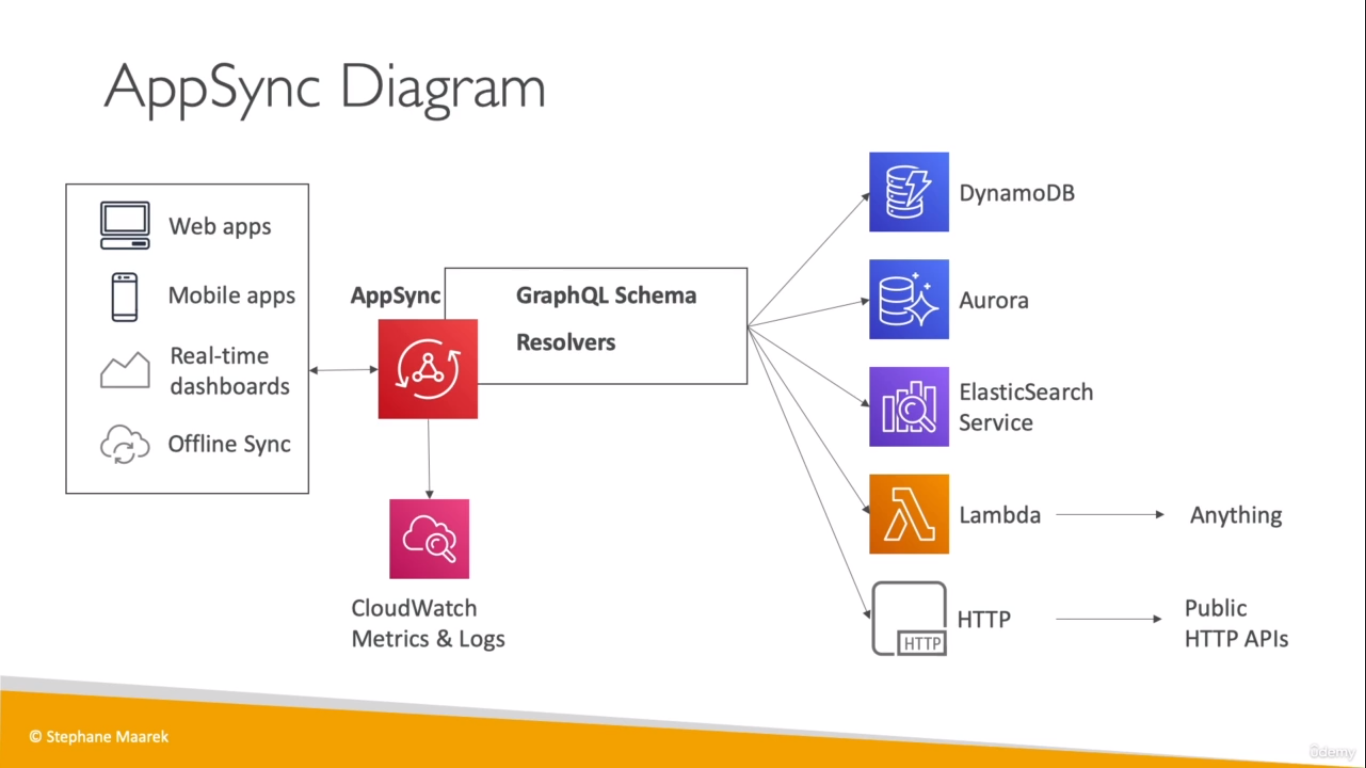 AppSync Diagram
Web apps
Mobile apps
Real-time
dashboards
Offline Sync
AppSync
GraphQL Schema
Resolvers
CloudWatch
Metrics & Logs
DynamoDB
Aurora
ElasticSearch
Service
Lambda
Anything
HTTP
HTTP
Public
HTTP APIs
© Stephane Maarek
ûdemy